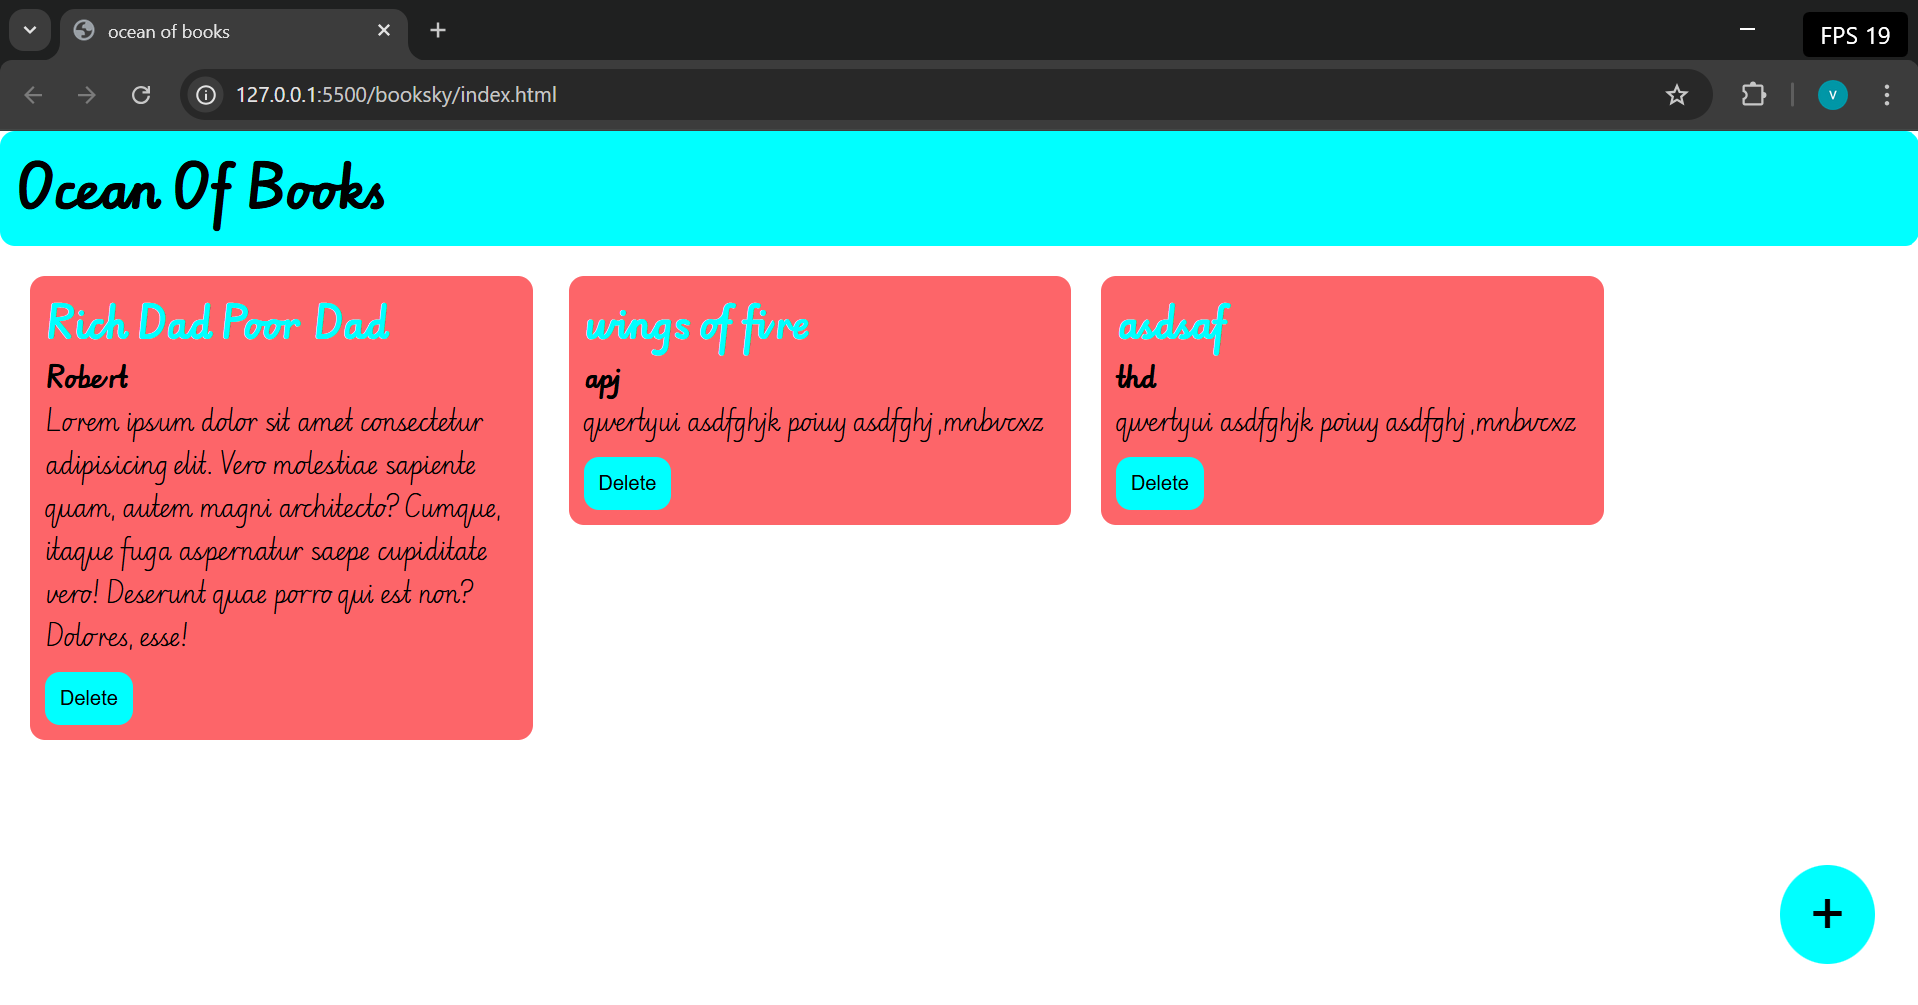 ocean of books
FPS 19
127.0.0.1:5500/booksky/index.html
V
Ocean Of Books
Rich Dad Poor Dad
Robert
Lorem ipsum dolor sit amet consectetur
adipisicing elit. Vero molestiae sapiente
quam, autem magni architecto? Cumque,
itaque fuga aspernatur saepe cupiditate
vero! Deserunt quae porro qui est non?
Dolores, esse!
Delete
wings of fire
apj
qwertyui asdfghjk poiuy asdfghj ,mnbvcxz
Delete
asdsaf
thd
qwertyui asdfghjk poiuy asdfghj ,mnbvcxz
Delete
+